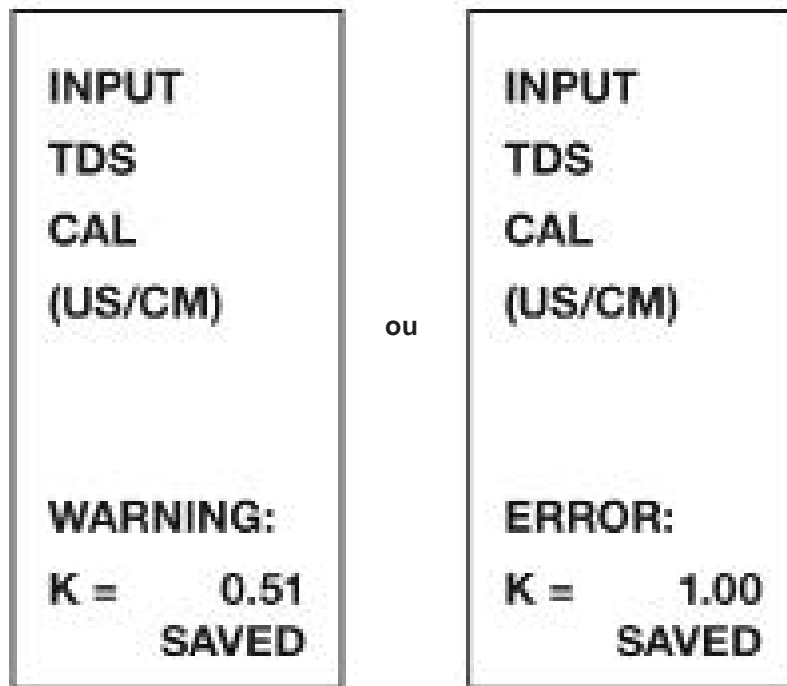 INPUT
TDS
CAL
(US/CM)
WARNING:
K = 0.51
SAVED
ou
INPUT
TDS
CAL
(US/CM)
ERROR:
K = 1.00
SAVED